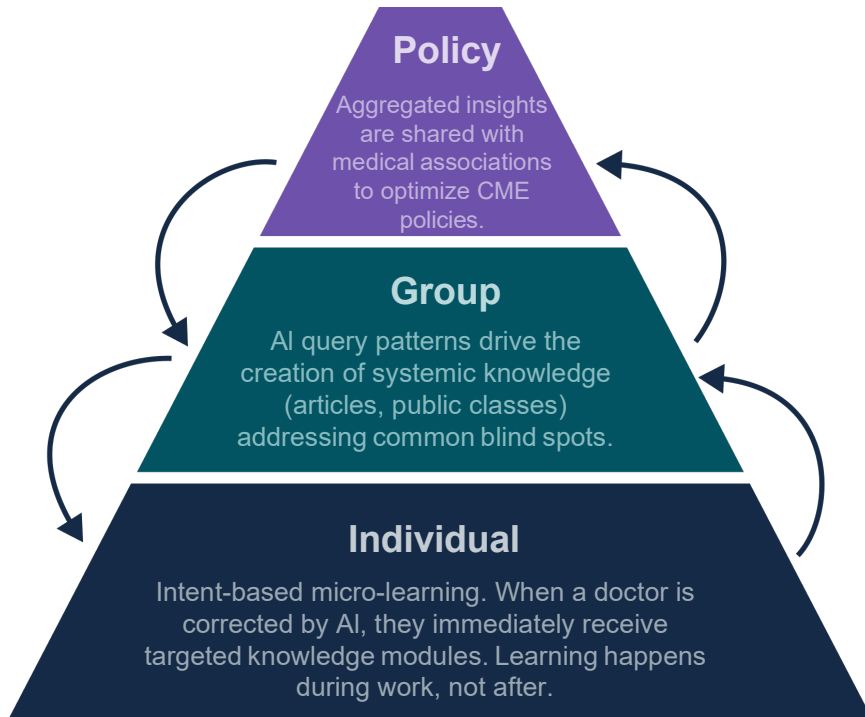 Policy
Aggregated insights
are shared with
medical associations
to optimize CME
policies.
Group
AI query patterns drive the
creation of systemic knowledge
(articles, public classes)
addressing common blind spots.
Individual
Intent-based micro-learning. When a doctor is
corrected by AI, they immediately receive
targeted knowledge modules. Learning happens
during work, not after.